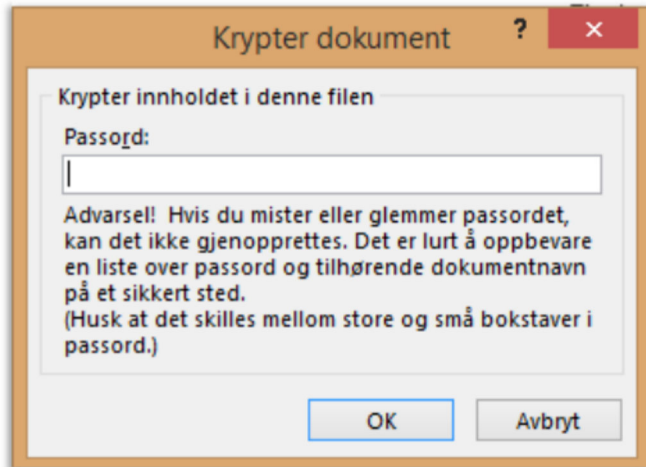 Krypter dokument ?
Krypter innholdet i denne filen
Passord:
Advarsel! Hvis du mister eller glemmer passordet,
kan det ikke gjenopprettes. Det er lurt å oppbevare
en liste over passord og tilhørende dokumentnavn
på et sikkert sted.
(Husk at det skilles mellom store og små bokstaver i
passord.)
OK Avbryt